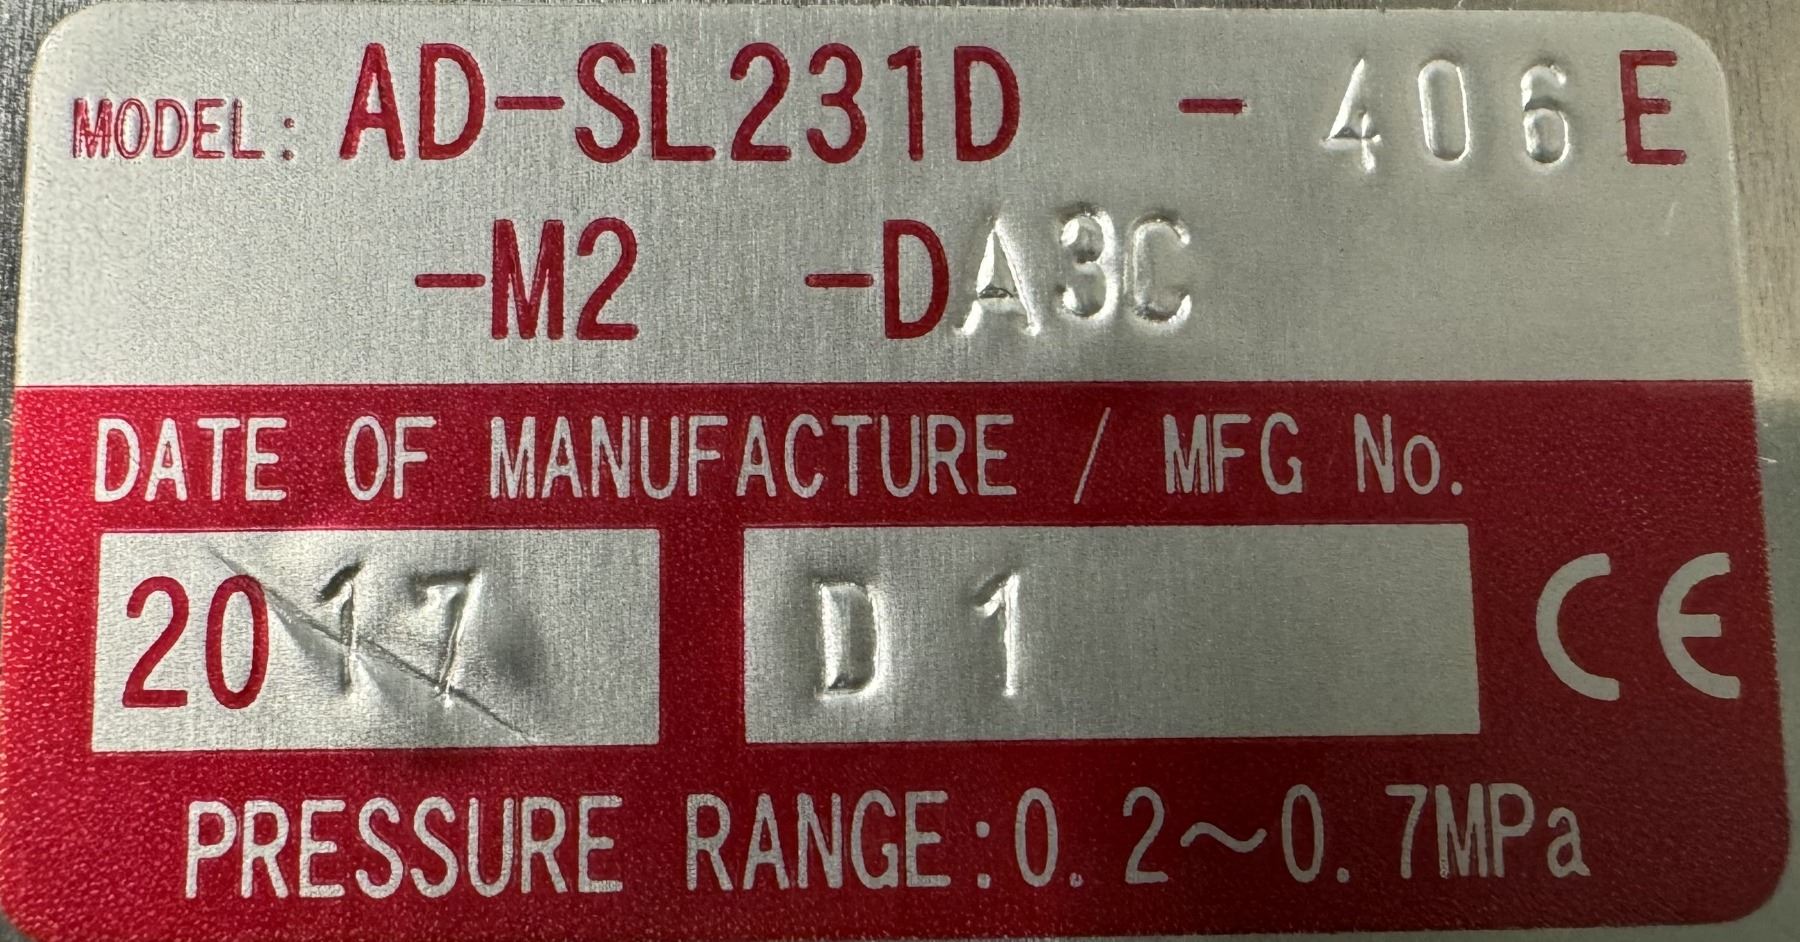 MODEL: AD-SL231D - 406E
-M2 -DA3C
DATE OF MANUFACTURE / MFG No.
2017 D1 CE
PRESSURE RANGE:0.2~0.7MPa